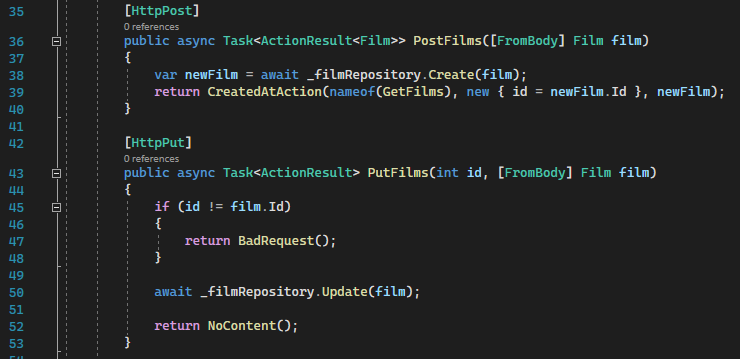 35 [HttpPost]
0 references
36 public async Task<ActionResult<Film>> PostFilms([FromBody] Film film)
37 {
38 var newFilm = await _filmRepository.Create(film);
39 return CreatedAtAction(nameof(GetFilms), new { id = newFilm.Id }, newFilm);
40 }
41
42 [HttpPut]
0 references
43 public async Task<ActionResult> PutFilms(int id, [FromBody] Film film)
44 {
45 if (id != film.Id)
46 {
47 return BadRequest();
48 }
49
50 await _filmRepository.Update(film);
51
52 return NoContent();
53 }